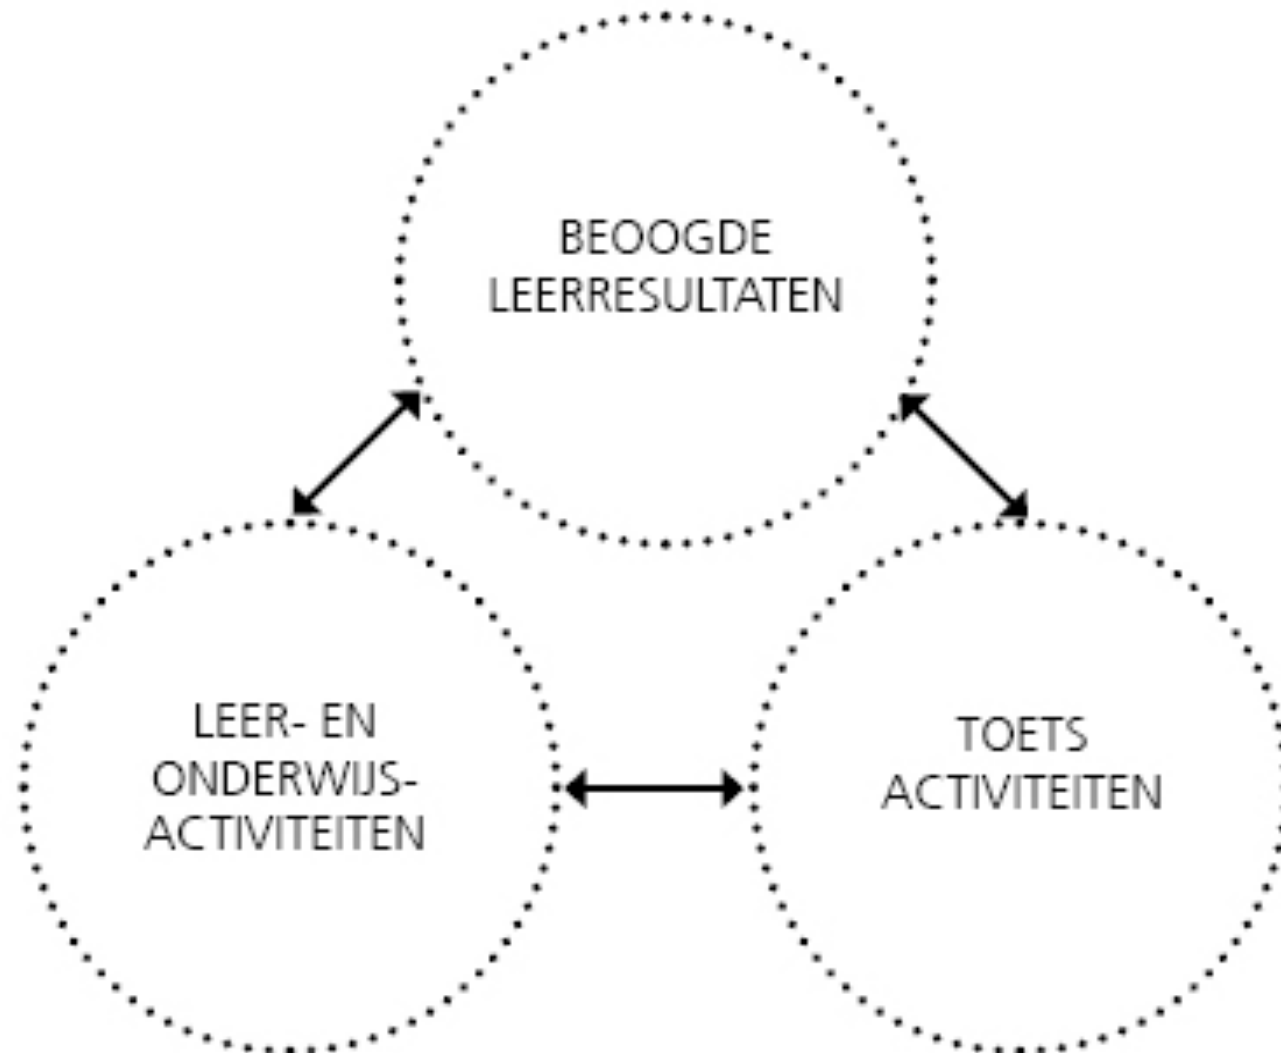 BEOOGDE
LEERRESULTATEN
LEER- EN
ONDERWIJS-
ACTIVITEITEN
TOETS
ACTIVITEITEN